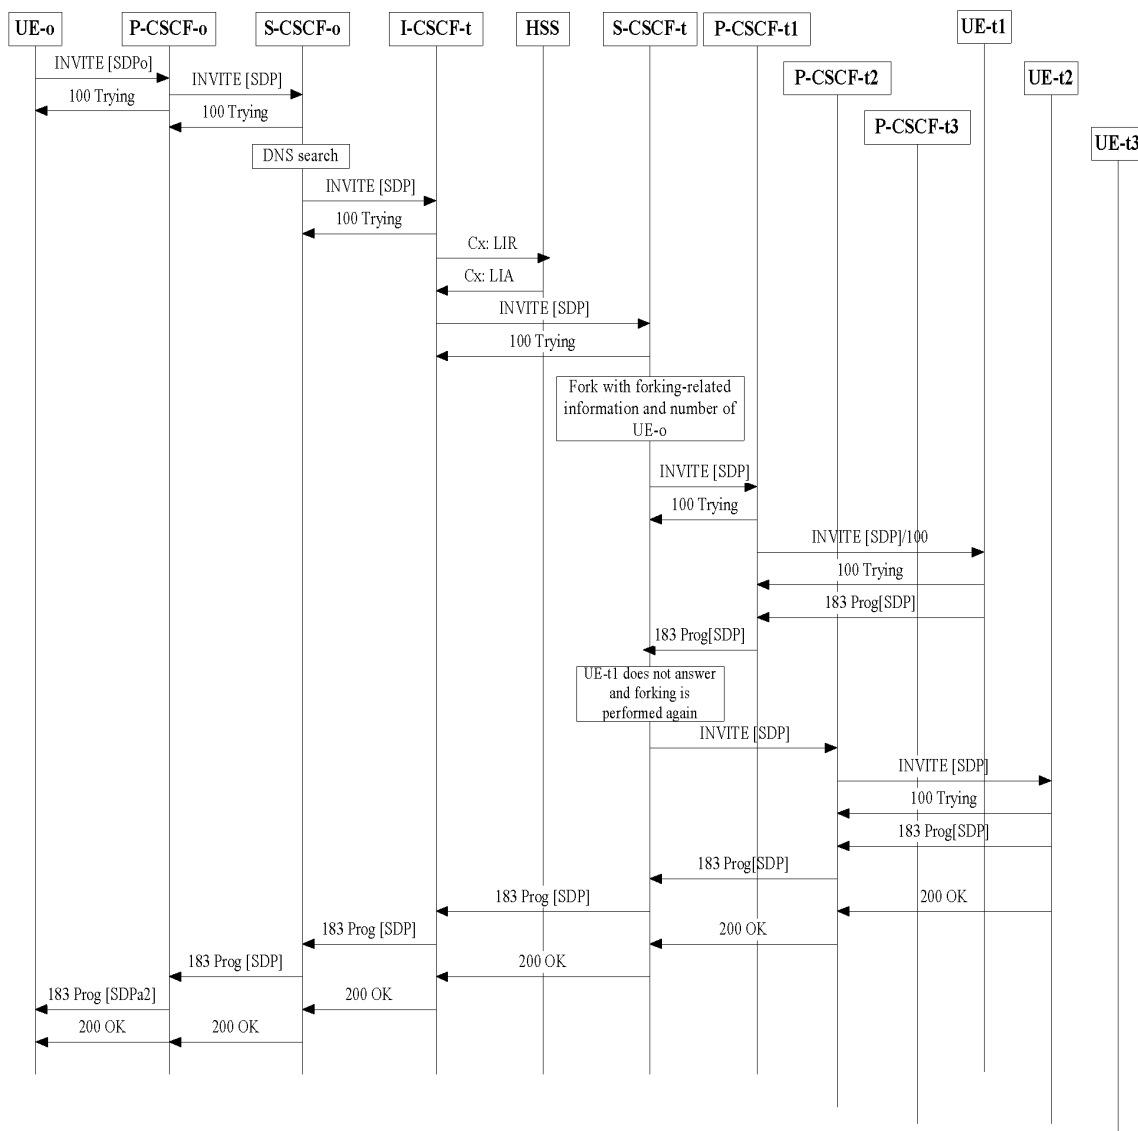 UE-o
P-CSCF-o
S-CSCF-o
I-CSCF-t
HSS
S-CSCF-t
P-CSCF-t1
UE-t1
P-CSCF-t2
UE-t2
P-CSCF-t3
UE-t3
INVITE [SDPo]
INVITE [SDP]
100 Trying
100 Trying
DNS search
INVITE [SDP]
100 Trying
Cx: LIR
Cx: LIA
INVITE [SDP]
100 Trying
Fork with forking-related
information and number of
UE-o
INVITE [SDP]
100 Trying
INVITE [SDP]/100
100 Trying
183 Prog[SDP]
183 Prog[SDP]
UE-t1 does not answer
and forking is
performed again
INVITE [SDP]
INVITE [SDP]
100 Trying
183 Prog[SDP]
183 Prog[SDP]
183 Prog [SDP]
200 OK
183 Prog [SDP]
200 OK
183 Prog [SDP]
200 OK
183 Prog [SDPa2]
200 OK
200 OK
200 OK